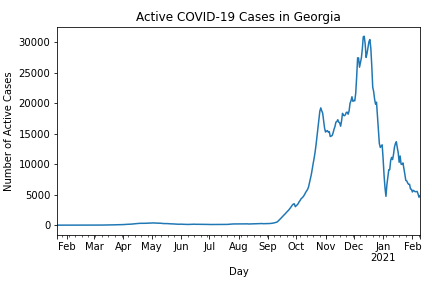 Active COVID-19 Cases in Georgia
30000
25000
20000
15000
10000
5000
0
Number of Active Cases
Feb Mar Apr May Jun Jul Aug Sep Oct Nov Dec Jan Feb
2021
Day